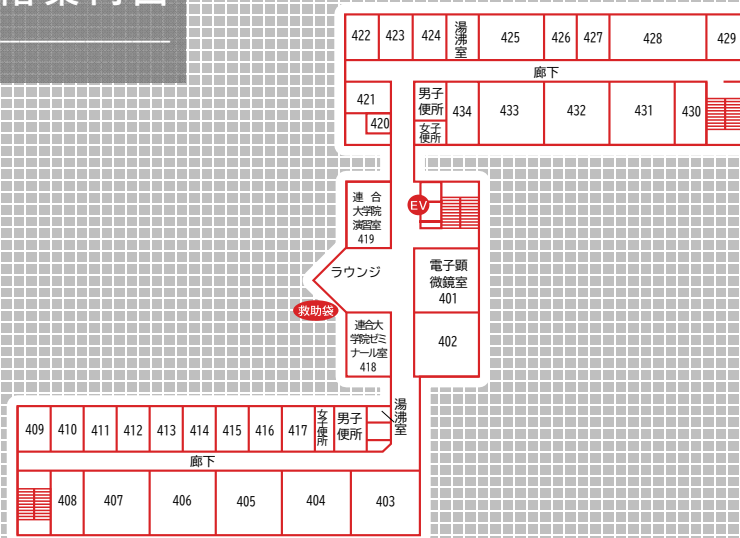 階案内図
422 423 424 湯沸室 425 426 427 428 429
廊下
421
420
男子
便所
女子
便所
434 433 432 431 430
連 合
大学院
演習室
419
EV
ラウンジ
救助袋
電子顕
微鏡室
401
402
連合大
学院ゼミ
ナール室
418
409 410 411 412 413 414 415 416 417
女子便所
男子
便所
湯沸室
廊下
408 407 406 405 404 403